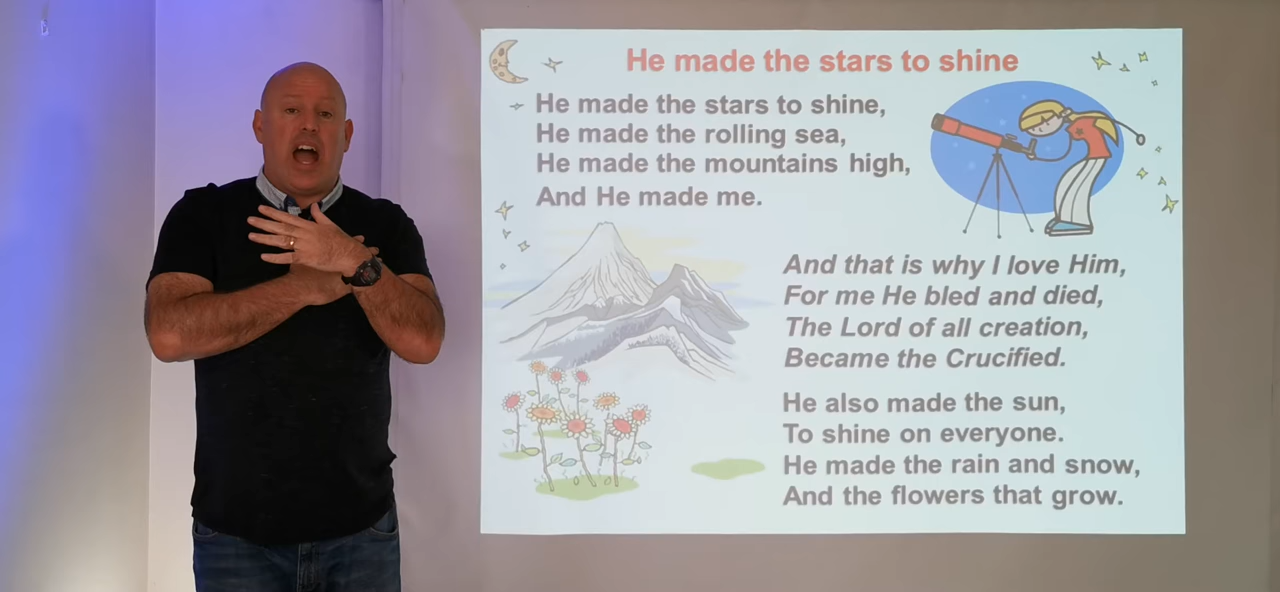 He made the stars to shine
He made the stars to shine,
He made the rolling sea,
He made the mountains high,
And He made me.
And that is why I love Him,
For me He bled and died,
The Lord of all creation,
Became the Crucified.
He also made the sun,
To shine on everyone.
He made the rain and snow,
And the flowers that grow.